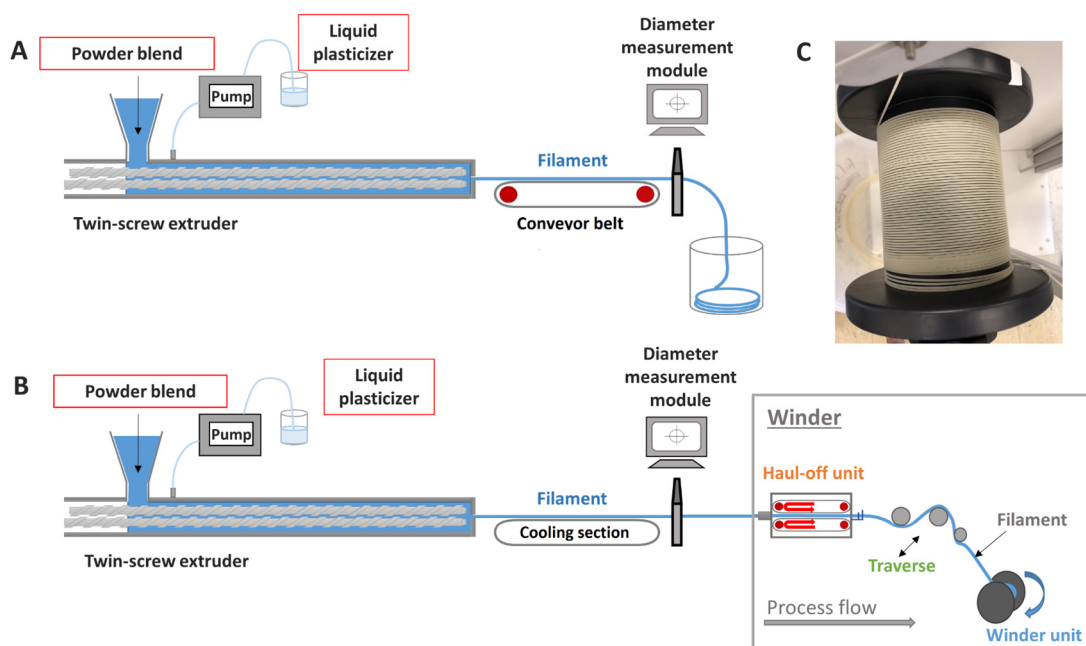 A
Powder blend
Liquid
plasticizer
Pump
Diameter
measurement
module
C
Filament
Twin-screw extruder
Conveyor belt
B
Powder blend
Liquid
plasticizer
Pump
Diameter
measurement
module
Filament
Cooling section
Twin-screw extruder
Winder
Haul-off unit
Filament
Traverse
Process flow
Winder unit